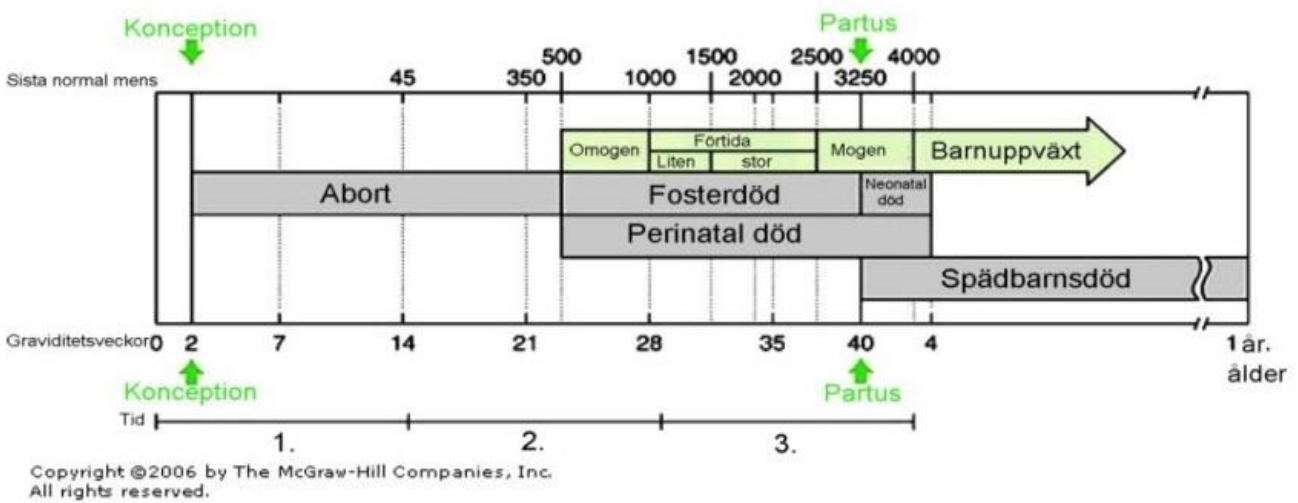 Konception
Partus
500 1500 2500 4000
Sista normal mens 45 350 1000 2000 3250
Omogen Förtida Mogen Barnuppväxt
Liten stor
Abort Fosterdöd Neonatal död
Perinatal död
Spädbarnsdöd
Graviditetsveckor 0 2 7 14 21 28 35 40 4 1 år. ålder
Konception Partus
Tid
1. 2. 3.
Copyright ©2006 by The McGraw-Hill Companies, Inc.
All rights reserved.